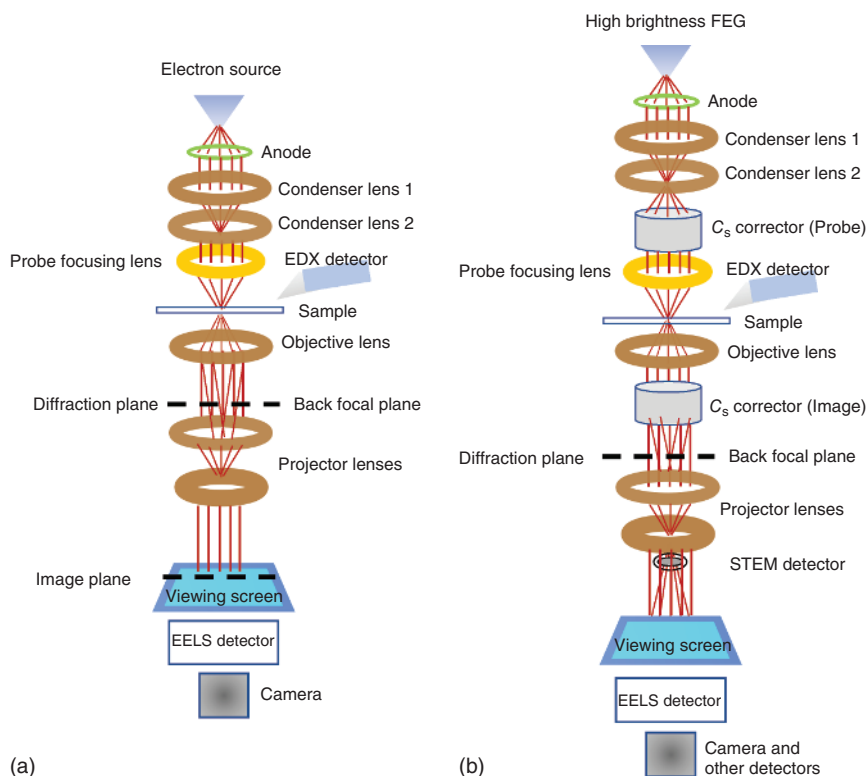 Electron source
Anode
Condenser lens 1
Condenser lens 2
Probe focusing lens
EDX detector
Sample
Objective lens
Diffraction plane
Back focal plane
Projector lenses
Image plane
Viewing screen
EELS detector
Camera
(a)
High brightness FEG
Anode
Condenser lens 1
Condenser lens 2
Cs corrector (Probe)
Probe focusing lens
EDX detector
Sample
Objective lens
Cs corrector (Image)
Diffraction plane
Back focal plane
Projector lenses
STEM detector
Viewing screen
EELS detector
Camera and
other detectors
(b)